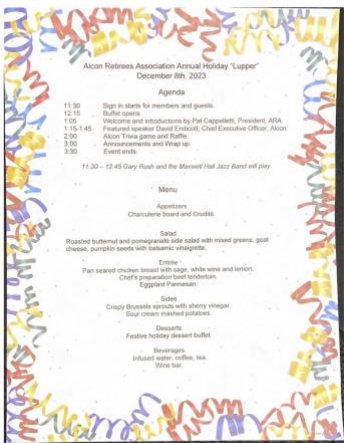 Alcon Retirees Association Annual Holiday "Lupper"
December 8th, 2023
Agenda
11:30 Sign in starts for members and guests.
12:15 Buffet opens.
1:05 Welcome and introductions by Pat Cappelletti, President, ARA.
1:15-1:45 Featured speaker David Endicott, Chief Executive Officer, Alcon.
2:00 Alcon Trivia game and Raffle.
3:00 Announcements and Wrap up.
3:30 Event ends.
11:30 – 12:45 Gary Rush and the Maxwell Hall Jazz Band will play
Menu
Appetizers
Charcuterie board and Crudité.
Salad
Roasted butternut and pomegranate side salad with mixed greens, goat
cheese, pumpkin seeds with balsamic vinegrette.
Entrée
Pan seared chicken breast with sage, white wine and lemon.
Chef's preparation beef tenderloin.
Eggplant Parmesan.
Sides
Crispy Brussels sprouts with sherry vinegar
Sour cream mashed potatoes.
Desserts
Festive holiday dessert buffet.
Beverages
Infused water, coffee, tea.
Wine bar.